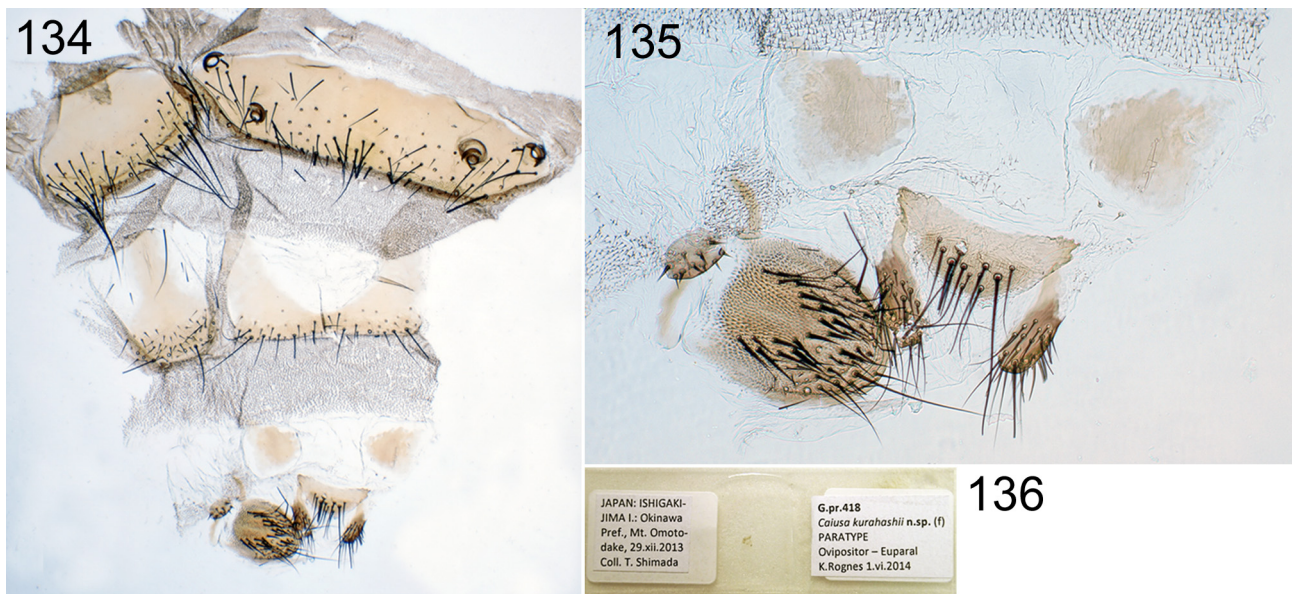 134
135
JAPAN: ISHIGAKI-
JIMA I.: Okinawa
Pref., Mt. Omoto-
dake, 29.xii.2013
Coll. T. Shimada
G.pr.418
Caiusa kurahashii n.sp. (f)
PARATYPE
Ovipositor – Euparal
K.Rognes 1.vi.2014
136